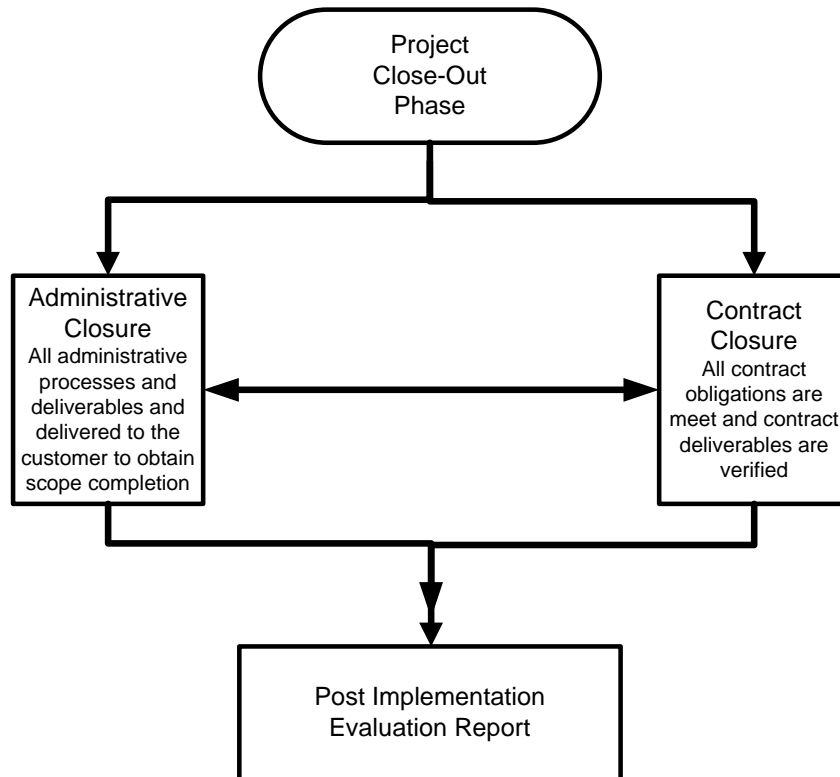 Project
Close-Out
Phase
Administrative
Closure
All administrative
processes and
deliverables and
delivered to the
customer to obtain
scope completion
Contract
Closure
All contract
obligations are
meet and contract
deliverables are
verified
Post Implementation
Evaluation Report